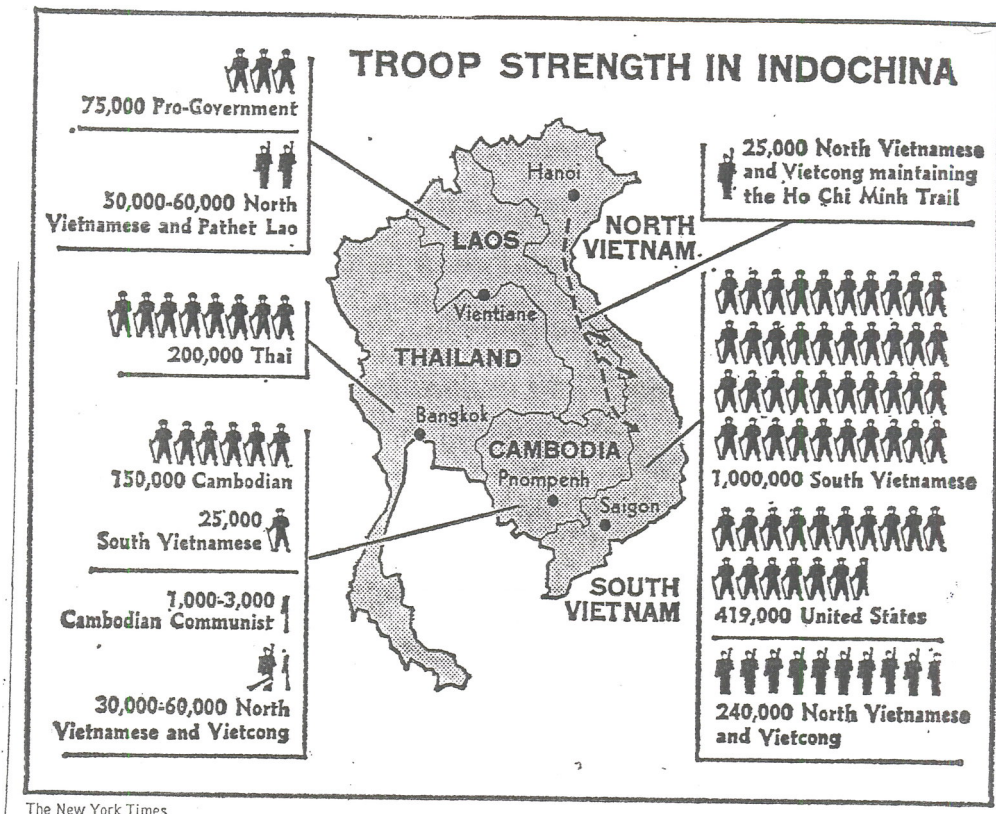 TROOP STRENGTH IN INDOCHINA
75,000 Pro-Government
50,000-60,000 North
Vietnamese and Pathet Lao
200,000 Thai
150,000 Cambodian
25,000
South Vietnamese
1,000-3,000
Cambodian Communist
30,000-60,000 North
Vietnamese and Vietcong
Hanoi
NORTH
VIETNAM
LAOS
Vientiane
THAILAND
Bangkok
CAMBODIA
Pnompenh
Saigon
SOUTH
VIETNAM
25,000 North Vietnamese
and Vietcong maintaining
the Ho Chi Minh Trail
1,000,000 South Vietnamese
419,000 United States
240,000 North Vietnamese
and Vietcong
The New York Times